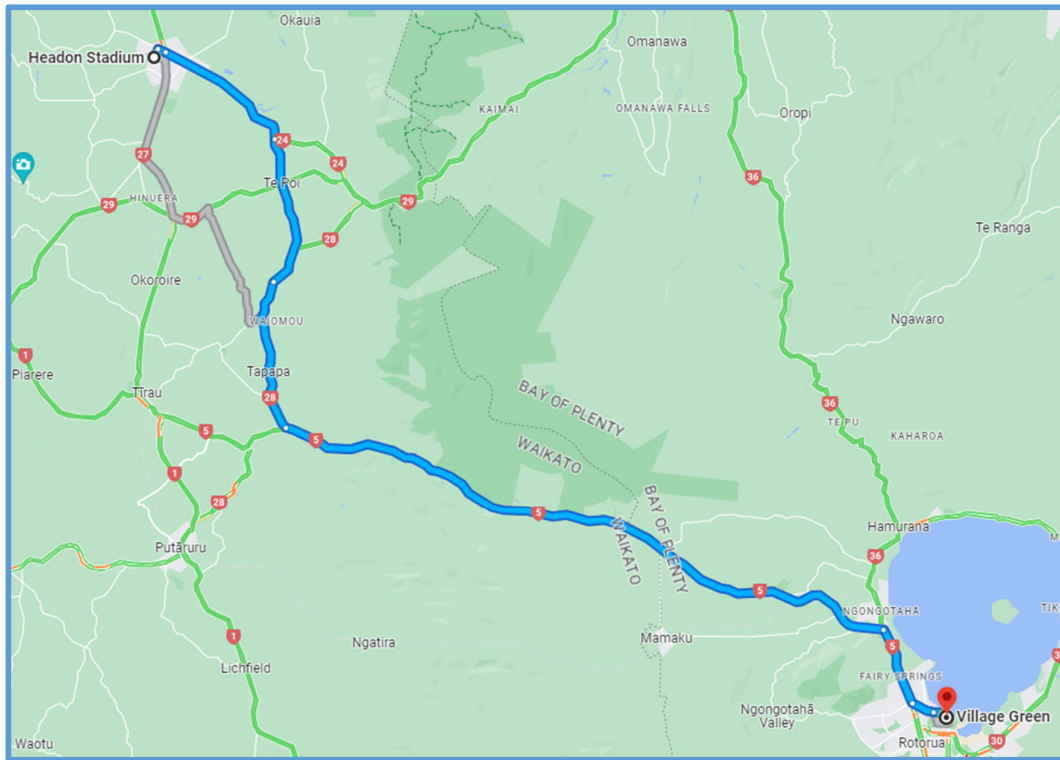 Okauia
Omanawa
Headon Stadium
KAIMAI
OMANAWA FALLS
Oropi
24
27
24
36
Te Poi
HINUERA
29
29
29
28
Te Ranga
Okoroire
WAIOMOU
Ngawaro
1
Piarere
Tapapa
Tīrau
28
BAY OF PLENTY
36
TE PU
KAHAROA
5
5
WAIKATO
1
28
BAY OF PLENTY
WAIKATO
5
Hamurana
Putāruru
36
5
NGONGOTAHA
TIK
Ngatira
Mamaku
1
5
Lichfield
FAIRY SPRINGS
Ngongotahā
Valley
Village Green
Waotu
Rotorua
30